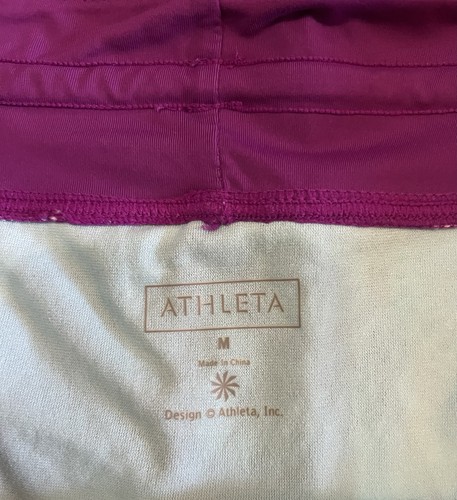 ATHLETA
M
Made in China
Design © Athleta, Inc.